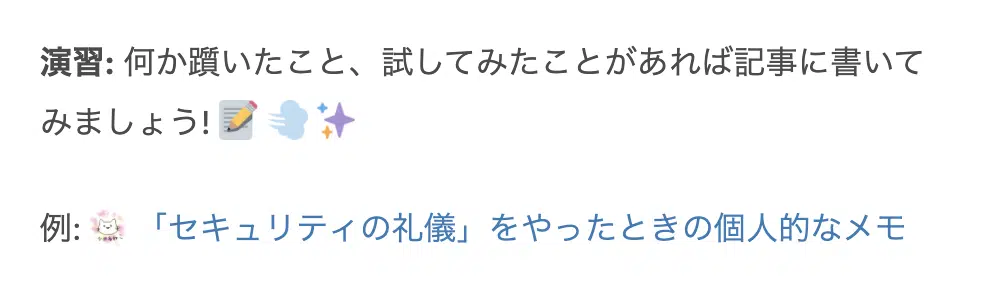 演習: 何か躓いたこと、試してみたことがあれば記事に書いて
みましょう! 📝 💨 ✨
例: 「セキュリティの礼儀」をやったときの個人的なメモ